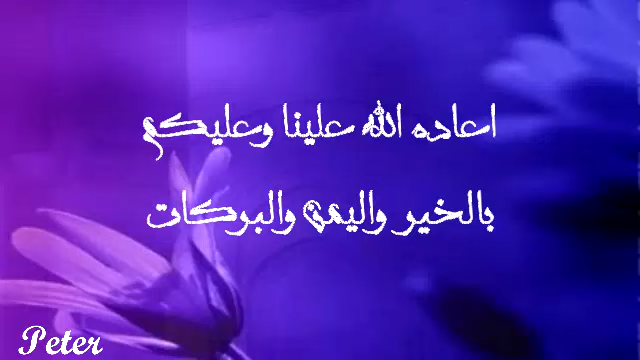 اعاده الله علينا وعليكم
بالخير واليمن والبركات
Peter